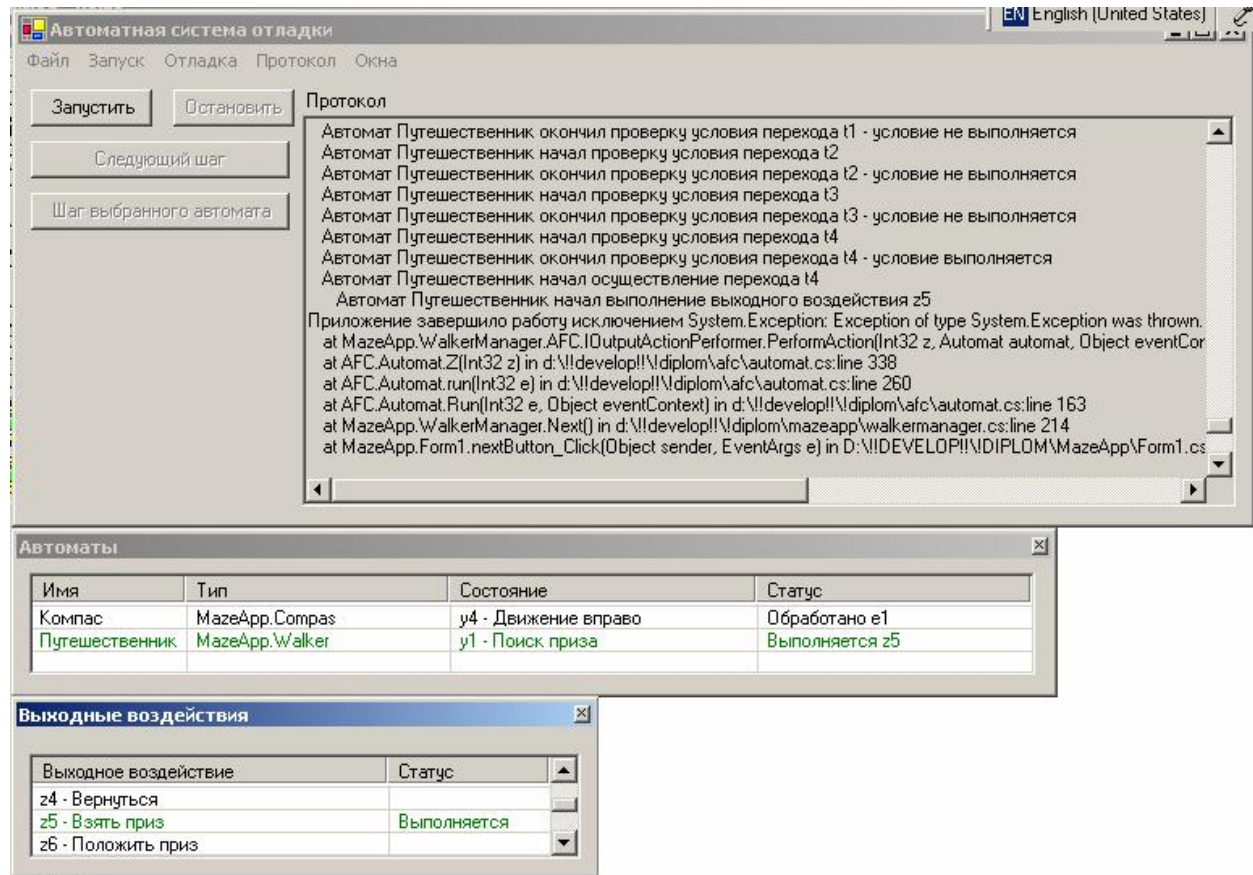 EN English (United States)
Автоматная система отладки
Файл Запуск Отладка Протокол Окна
Запустить Остановить Протокол
Следующий шаг
Шаг выбранного автомата
Автомат Путешественник окончил проверку условия перехода t1 - условие не выполняется
Автомат Путешественник начал проверку условия перехода t2
Автомат Путешественник окончил проверку условия перехода t2 - условие не выполняется
Автомат Путешественник начал проверку условия перехода t3
Автомат Путешественник окончил проверку условия перехода t3 - условие не выполняется
Автомат Путешественник начал проверку условия перехода t4
Автомат Путешественник окончил проверку условия перехода t4 - условие выполняется
Автомат Путешественник начал осуществление перехода t4
Автомат Путешественник начал выполнение выходного воздействия z5
Приложение завершило работу исключением System.Exception: Exception of type System.Exception was thrown.
at MazeApp.WalkerManager.AFC.IOutputActionPerformer.PerformAction(Int32 z, Automat automat, Object eventCor
at AFC.Automat.Z(Int32 z) in d:\!!develop!!\!diplom\afc\automat.cs:line 338
at AFC.Automat.run(Int32 e) in d:\!!develop!!\!diplom\afc\automat.cs:line 260
at AFC.Automat.Run(Int32 e, Object eventContext) in d:\!!develop!!\!diplom\afc\automat.cs:line 163
at MazeApp.WalkerManager.Next() in d:\!!develop!!\!diplom\mazeapp\walkermanager.cs:line 214
at MazeApp.Form1.nextButton_Click(Object sender, EventArgs e) in D:\!!DEVELOP!!\!DIPLOM\MazeApp\Form1.cs
Автоматы
Имя Тип Состояние Статус
Компас MazeApp.Compas y4 - Движение вправо Обработано e1
Путешественник MazeApp.Walker y1 - Поиск приза Выполняется z5
Выходные воздействия
Выходное воздействие Статус
z4 - Вернуться
z5 - Взять приз Выполняется
z6 - Положить приз